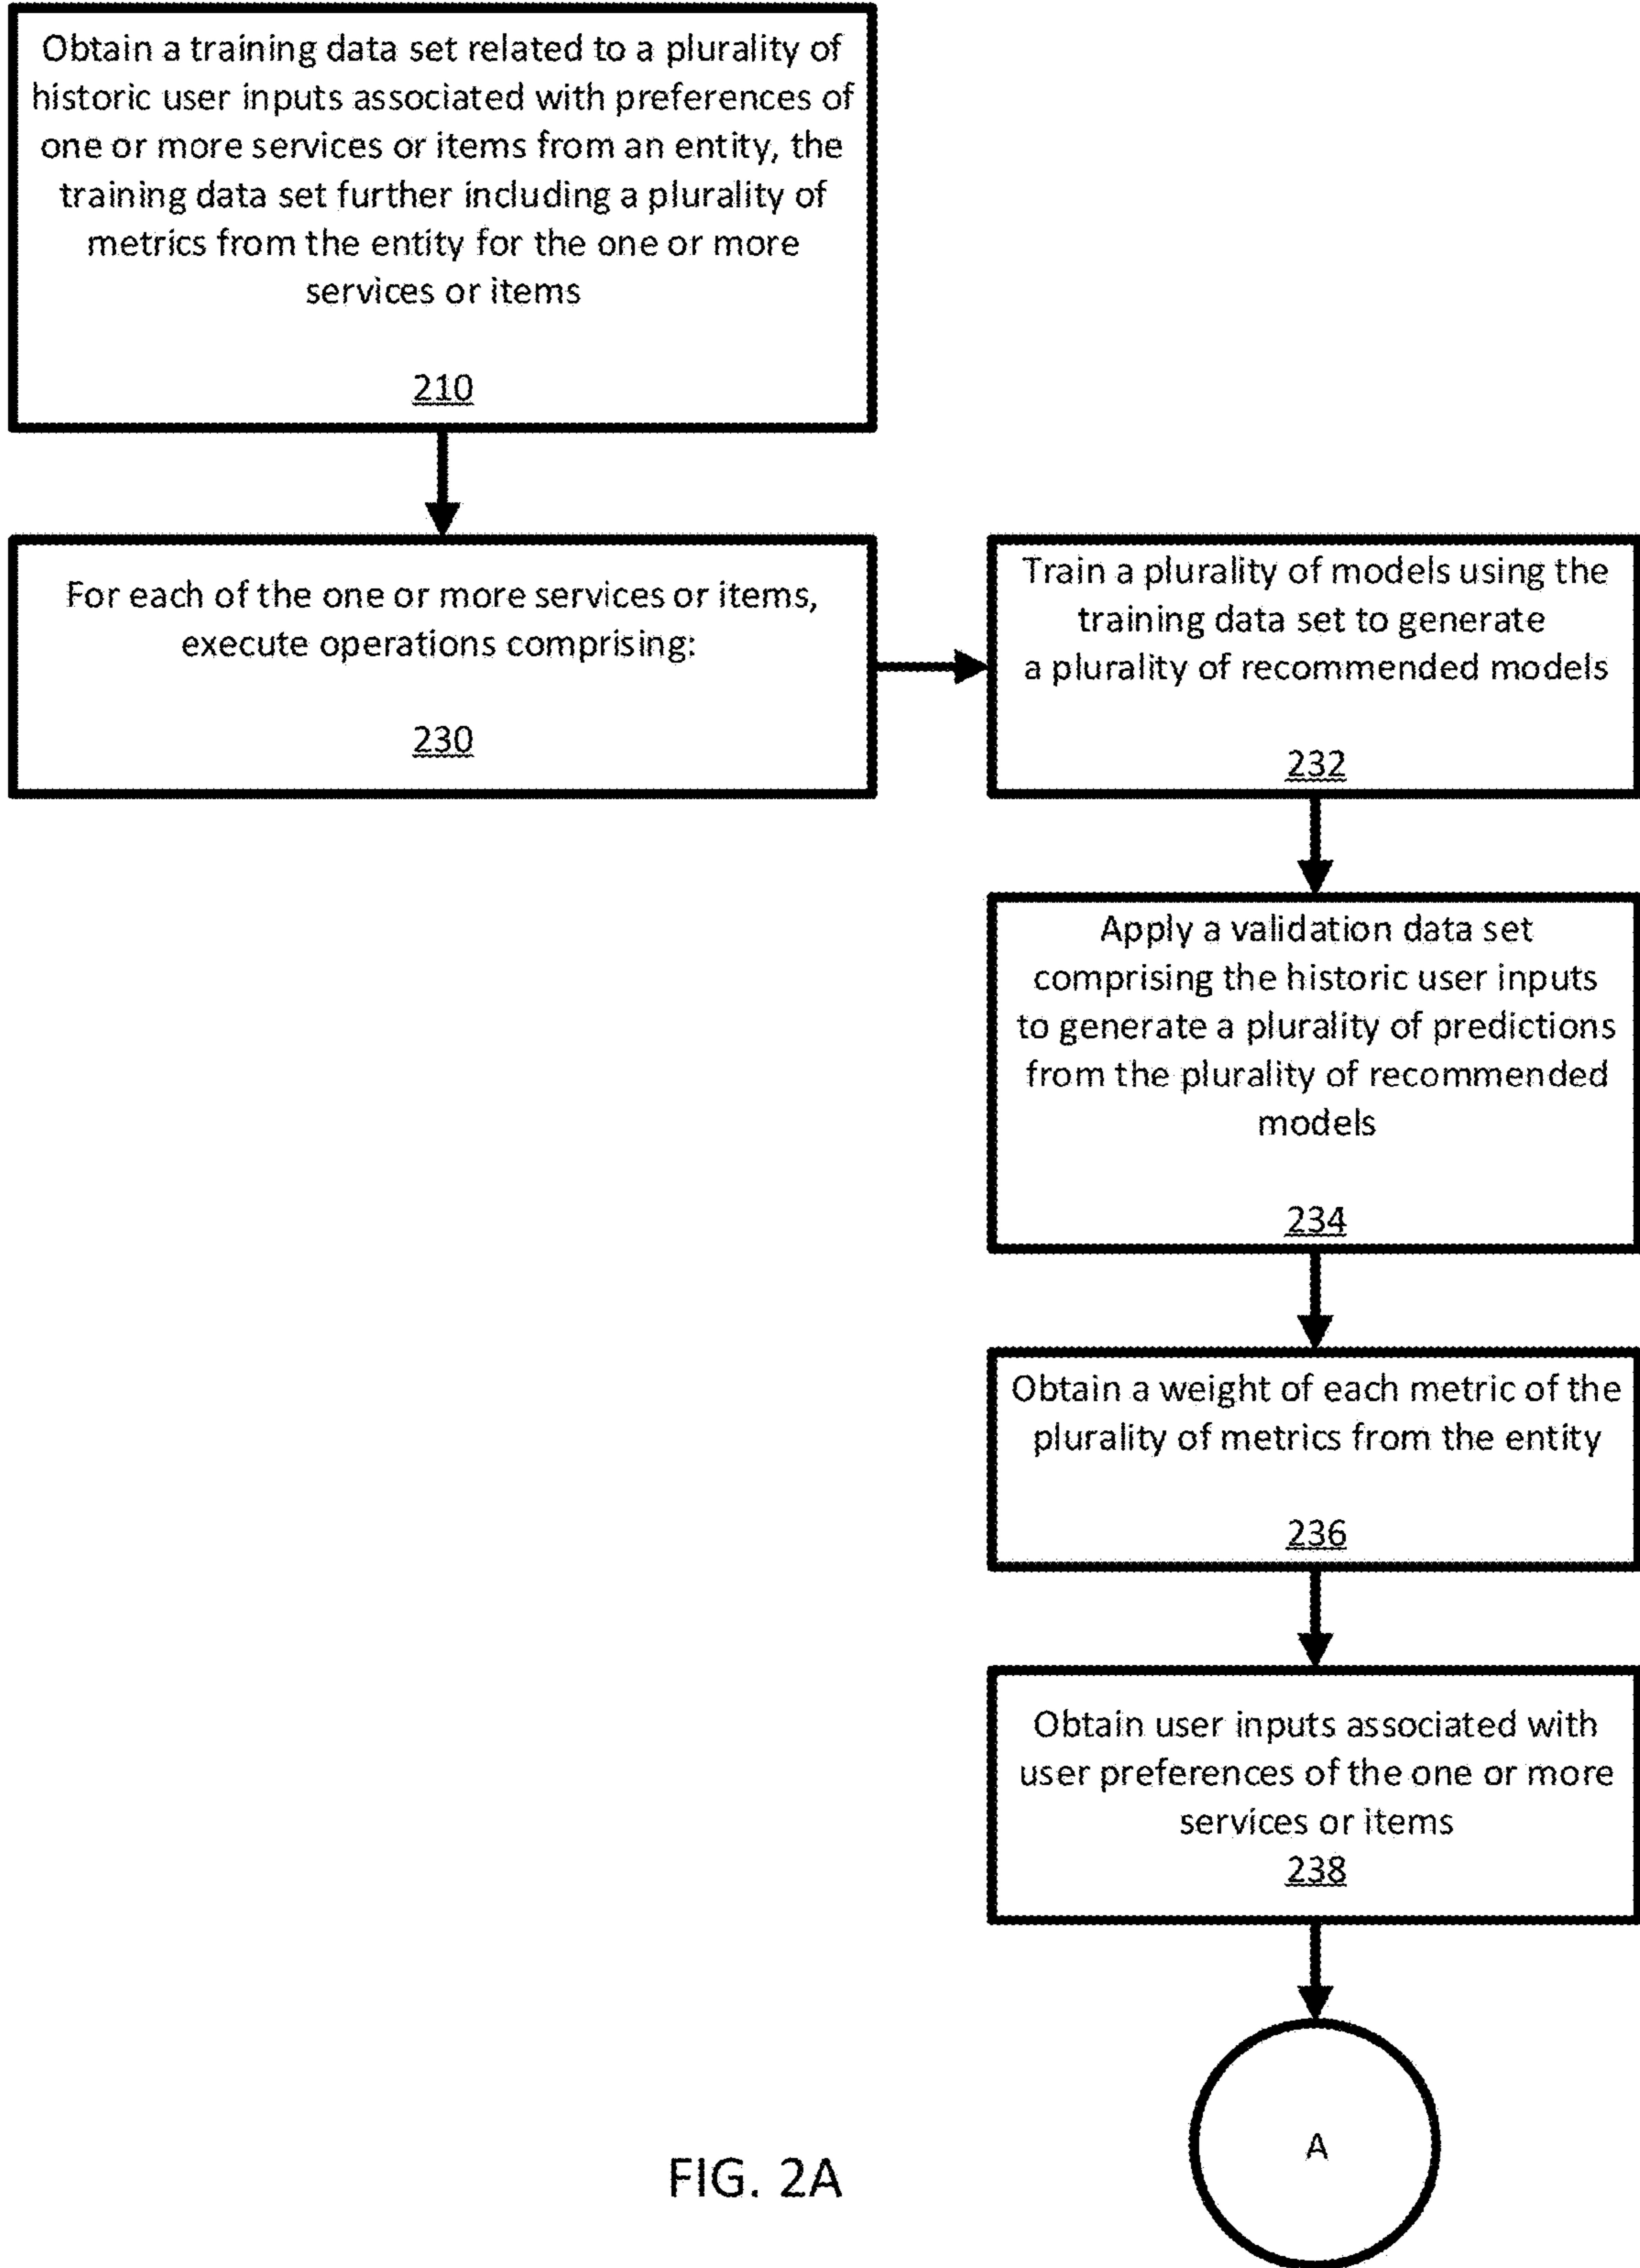 Obtain a training data set related to a plurality of
historic user inputs associated with preferences of
one or more services or items from an entity, the
training data set further including a plurality of
metrics from the entity for the one or more
services or items
210
For each of the one or more services or items,
execute operations comprising:
230
Train a plurality of models using the
training data set to generate
a plurality of recommended models
232
Apply a validation data set
comprising the historic user inputs
to generate a plurality of predictions
from the plurality of recommended
models
234
Obtain a weight of each metric of the
plurality of metrics from the entity
236
Obtain user inputs associated with
user preferences of the one or more
services or items
238
A
FIG. 2A